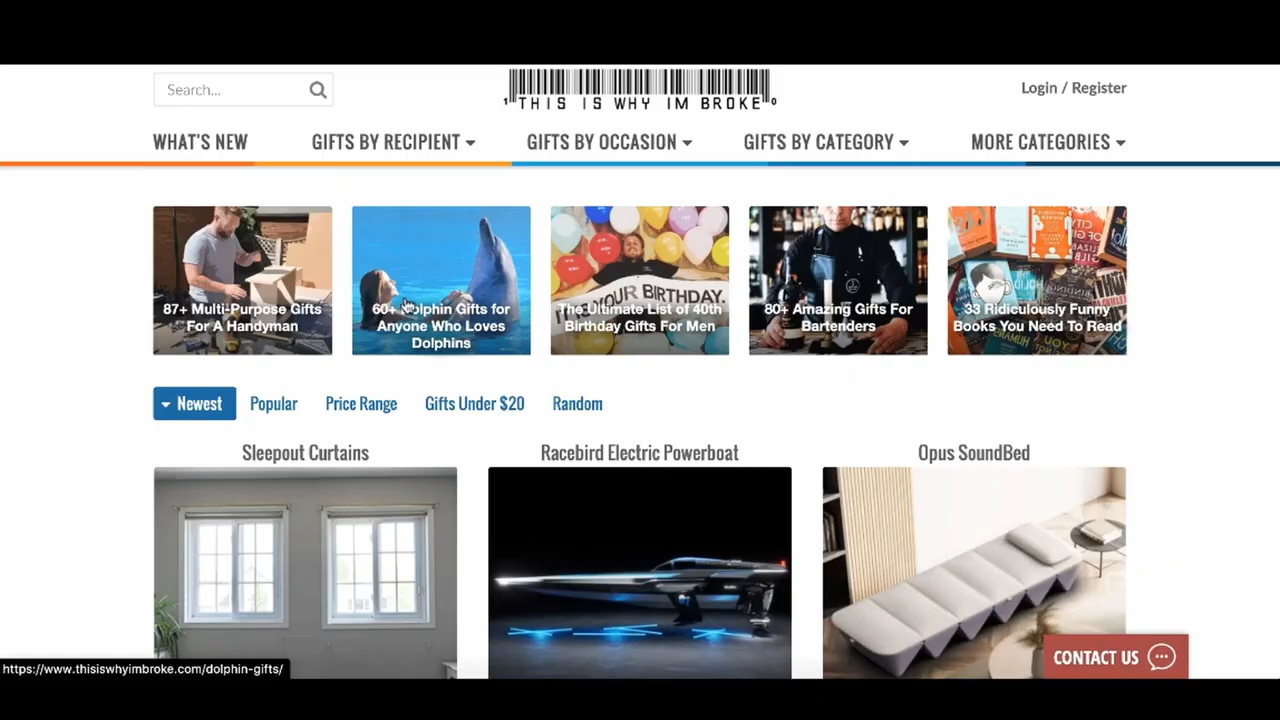 Search...
THIS IS WHY IM BROKE
Login / Register
WHAT'S NEW
GIFTS BY RECIPIENT
GIFTS BY OCCASION
GIFTS BY CATEGORY
MORE CATEGORIES
87+ Multi-Purpose Gifts
For A Handyman
60+ Dolphin Gifts for
Anyone Who Loves
Dolphins
YOUR BIRTHDAY.
The Ultimate List of 40th
Birthday Gifts For Men
80+ Amazing Gifts For
Bartenders
33 Ridiculously Funny
Books You Need To Read
Newest
Popular
Price Range
Gifts Under $20
Random
Sleepout Curtains
Racebird Electric Powerboat
Opus SoundBed
CONTACT US
https://www.thisiswhyimbroke.com/dolphin-gifts/